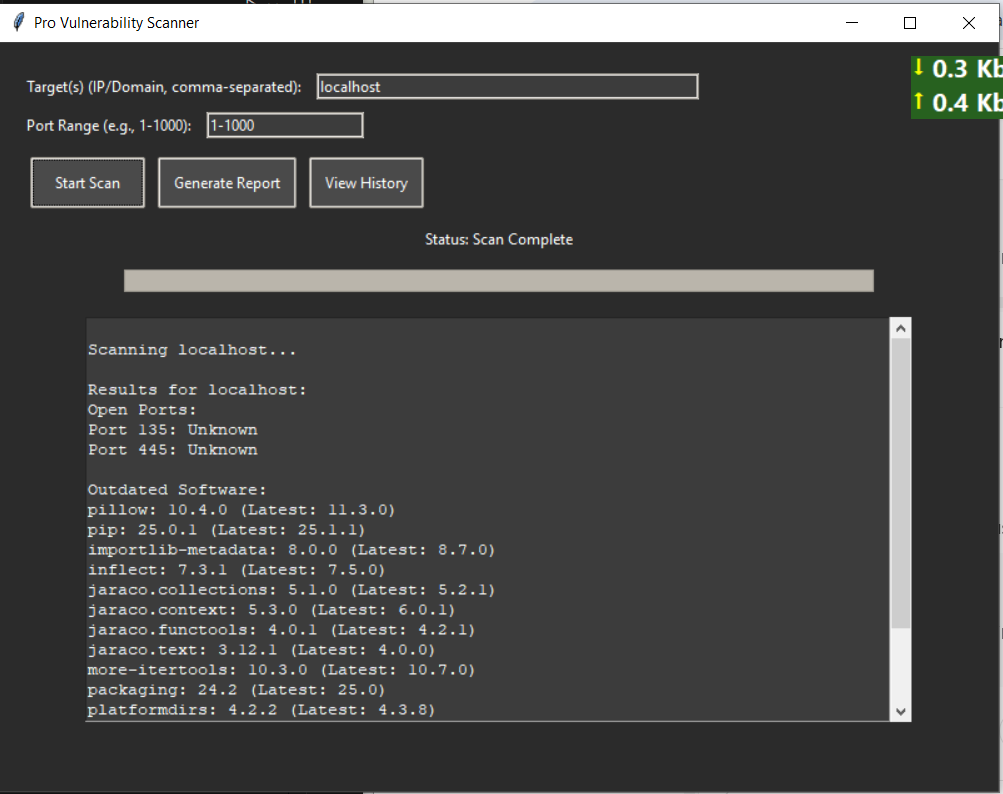 Pro Vulnerability Scanner
Target(s) (IP/Domain, comma-separated): localhost
↓ 0.3 Kb
Port Range (e.g., 1-1000): 1-1000
↑ 0.4 Kb
Start Scan Generate Report View History
Status: Scan Complete
Scanning localhost...
Results for localhost:
Open Ports:
Port 135: Unknown
Port 445: Unknown
Outdated Software:
pillow: 10.4.0 (Latest: 11.3.0)
pip: 25.0.1 (Latest: 25.1.1)
importlib-metadata: 8.0.0 (Latest: 8.7.0)
inflect: 7.3.1 (Latest: 7.5.0)
jaraco.collections: 5.1.0 (Latest: 5.2.1)
jaraco.context: 5.3.0 (Latest: 6.0.1)
jaraco.functools: 4.0.1 (Latest: 4.2.1)
jaraco.text: 3.12.1 (Latest: 4.0.0)
more-itertools: 10.3.0 (Latest: 10.7.0)
packaging: 24.2 (Latest: 25.0)
platformdirs: 4.2.2 (Latest: 4.3.8)